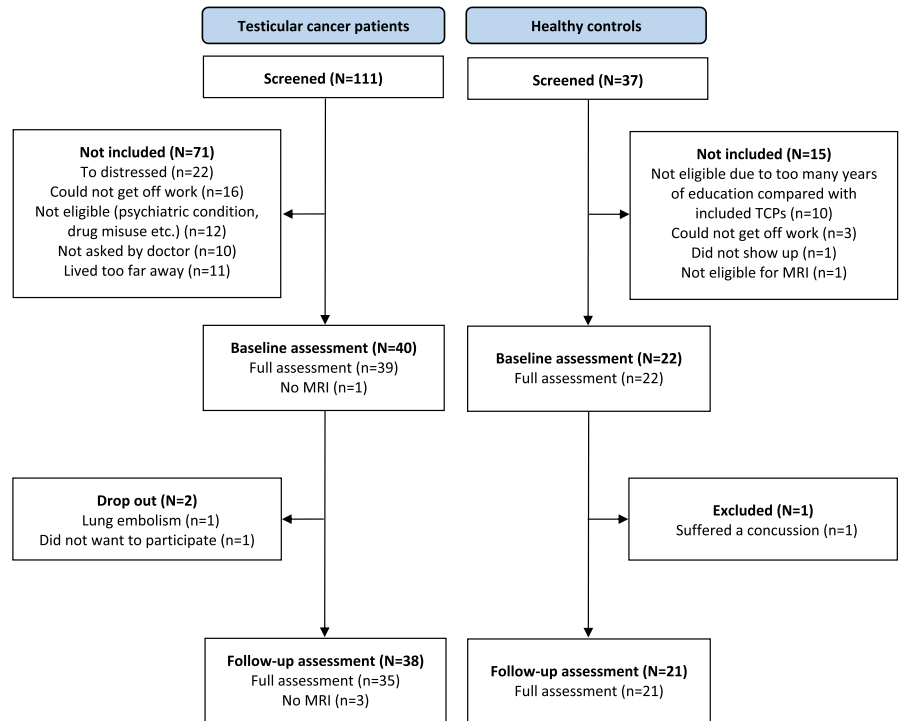 Testicular cancer patients
Healthy controls
Screened (N=111)
Screened (N=37)
Not included (N=71)
To distressed (n=22)
Could not get off work (n=16)
Not eligible (psychiatric condition,
drug misuse etc.) (n=12)
Not asked by doctor (n=10)
Lived too far away (n=11)
Not included (N=15)
Not eligible due to too many years
of education compared with
included TCPs (n=10)
Could not get off work (n=3)
Did not show up (n=1)
Not eligible for MRI (n=1)
Baseline assessment (N=40)
Full assessment (n=39)
No MRI (n=1)
Baseline assessment (N=22)
Full assessment (n=22)
Drop out (N=2)
Lung embolism (n=1)
Did not want to participate (n=1)
Excluded (N=1)
Suffered a concussion (n=1)
Follow-up assessment (N=38)
Full assessment (n=35)
No MRI (n=3)
Follow-up assessment (N=21)
Full assessment (n=21)